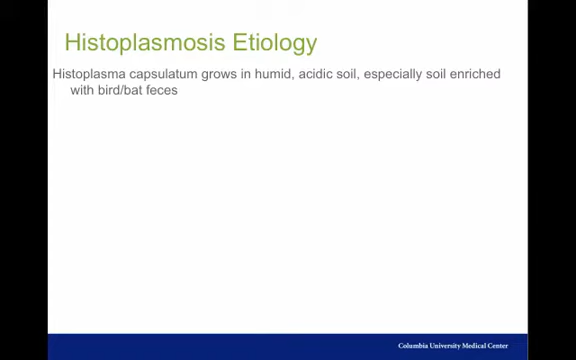 Histoplasmosis Etiology
Histoplasma capsulatum grows in humid, acidic soil, especially soil enriched
with bird/bat feces
Columbia University Medical Center